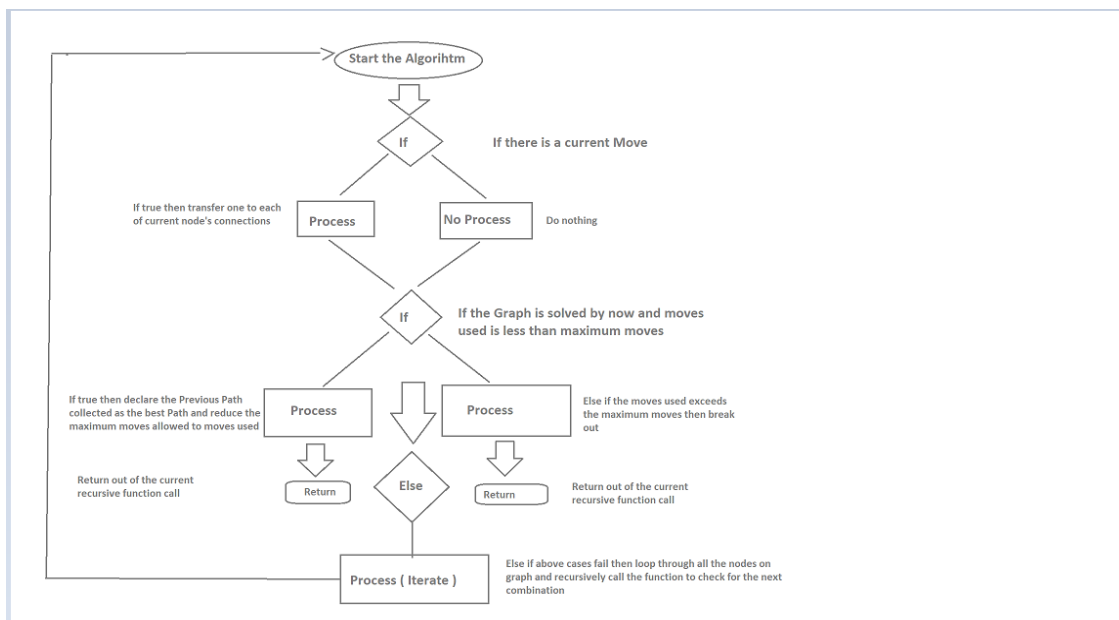 Start the Algorihtm
If
If there is a current Move
If true then transfer one to each
of current node's connections
Process
No Process
Do nothing
If
If the Graph is solved by now and moves
used is less than maximum moves
If true then declare the Previous Path
collected as the best Path and reduce the
maximum moves allowed to moves used
Process
Process
Else if the moves used exceeds
the maximum moves then break
out
Return out of the current
recursive function call
Return
Else
Return
Return out of the current
recursive function call
Process ( Iterate )
Else if above cases fail then loop through all the nodes on
graph and recursively call the function to check for the next
combination